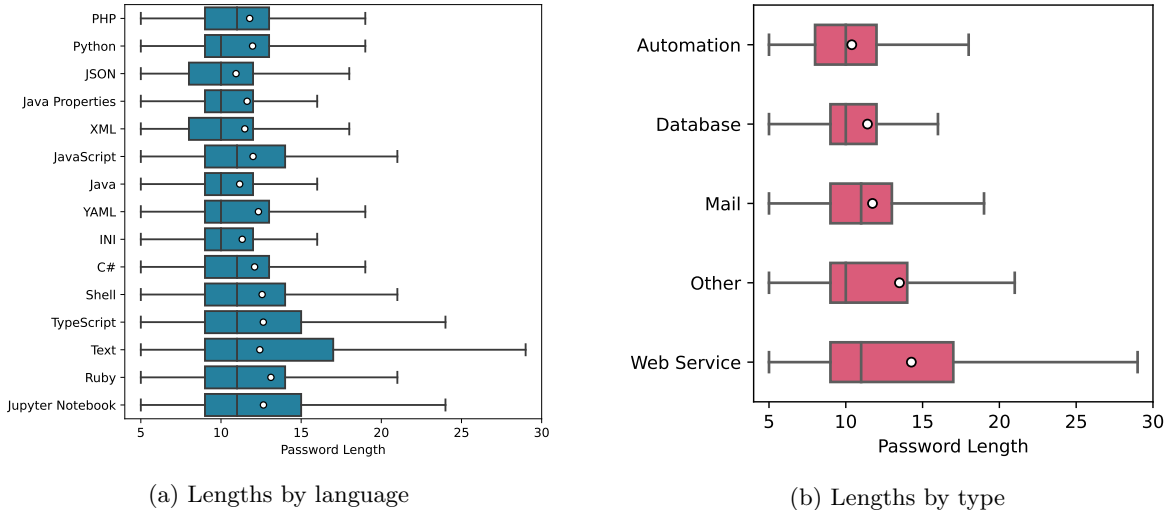 PHP
Python
JSON
Java Properties
XML
JavaScript
Java
YAML
INI
C#
Shell
TypeScript
Text
Ruby
Jupyter Notebook
5 10 15 20 25 30
Password Length
(a) Lengths by language
Automation
Database
Mail
Other
Web Service
5 10 15 20 25 30
Password Length
(b) Lengths by type